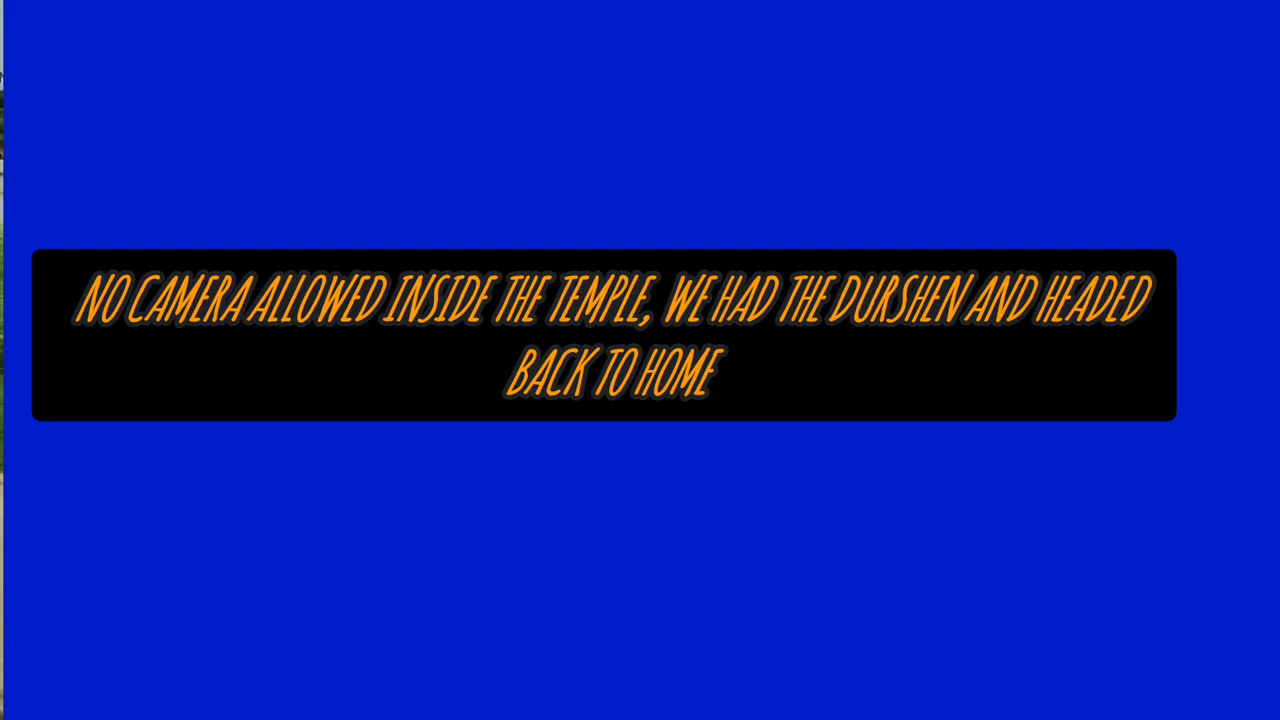 NO CAMERA ALLOWED INSIDE THE TEMPLE, WE HAD THE DURSHEN AND HEADED
BACK TO HOME